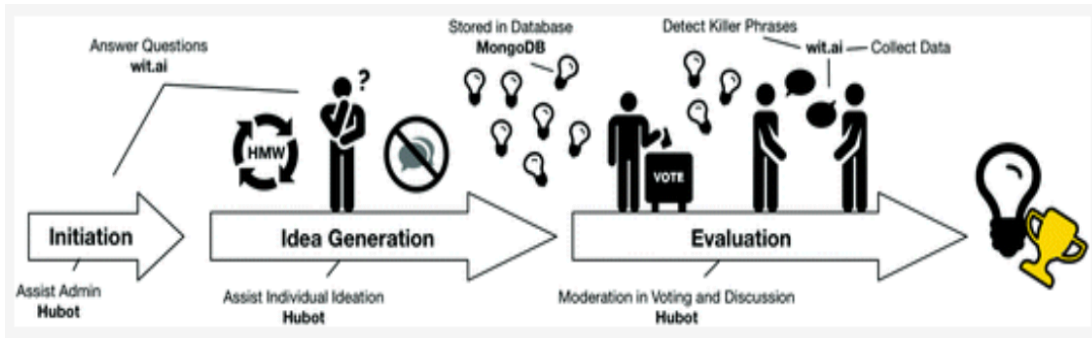 Answer Questions
wit.ai
?
HMW
Stored in Database
MongoDB
VOTE
Detect Killer Phrases
wit.ai
Collect Data
Initiation
Idea Generation
Evaluation
Assist Admin
Hubot
Assist Individual Ideation
Hubot
Moderation in Voting and Discussion
Hubot